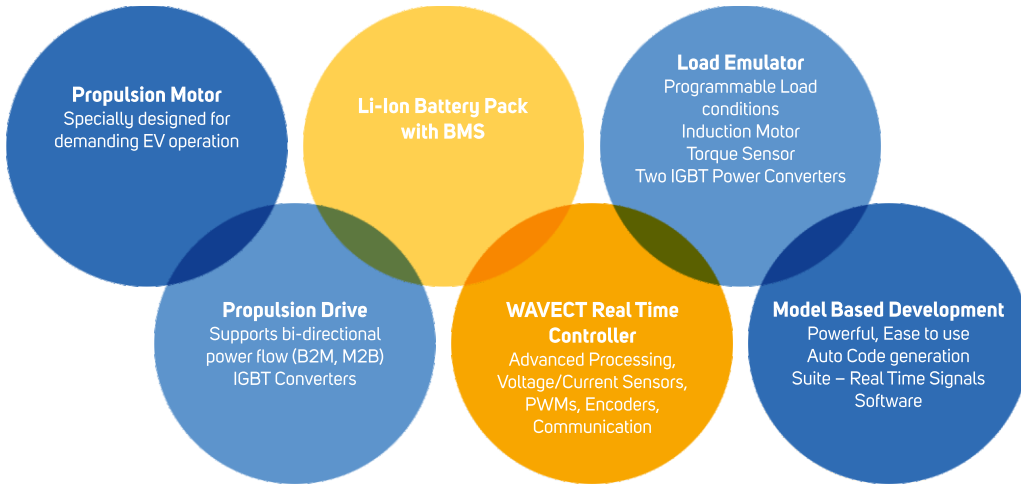 Propulsion Motor
Specially designed for
demanding EV operation
Li-Ion Battery Pack
with BMS
Load Emulator
Programmable Load
conditions
Induction Motor
Torque Sensor
Two IGBT Power Converters
Propulsion Drive
Supports bi-directional
power flow (B2M, M2B)
IGBT Converters
WAVECT Real Time
Controller
Advanced Processing,
Voltage/Current Sensors,
PWMs, Encoders,
Communication
Model Based Development
Powerful, Ease to use
Auto Code generation
Suite – Real Time Signals
Software